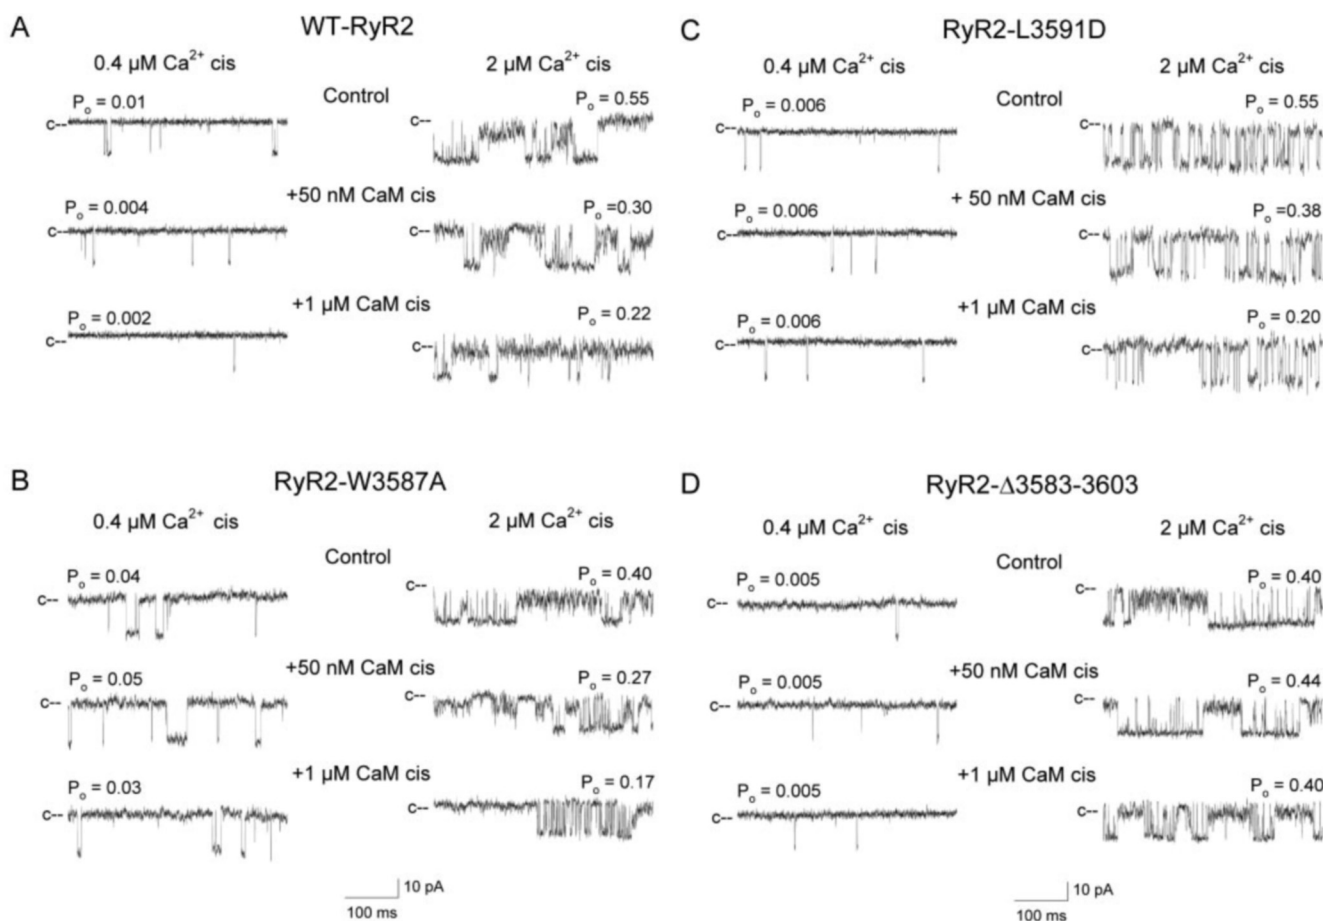 A
WT-RyR2
0.4 µM Ca²⁺ cis
2 µM Ca²⁺ cis
Control
Pₒ = 0.01
Pₒ = 0.55
c--
c--
+50 nM CaM cis
Pₒ = 0.004
Pₒ =0.30
c--
c--
+1 µM CaM cis
Pₒ = 0.002
Pₒ = 0.22
c--
c--
C
RyR2-L3591D
0.4 µM Ca²⁺ cis
2 µM Ca²⁺ cis
Control
Pₒ = 0.006
Pₒ = 0.55
c--
c--
+ 50 nM CaM cis
Pₒ = 0.006
Pₒ =0.38
c--
c--
+1 µM CaM cis
Pₒ = 0.006
Pₒ = 0.20
c--
c--
B
RyR2-W3587A
0.4 µM Ca²⁺ cis
2 µM Ca²⁺ cis
Control
Pₒ = 0.04
Pₒ = 0.40
c--
c--
+50 nM CaM cis
Pₒ = 0.05
Pₒ = 0.27
c--
c--
+1 µM CaM cis
Pₒ = 0.03
Pₒ = 0.17
c--
c--
10 pA
100 ms
D
RyR2-Δ3583-3603
0.4 µM Ca²⁺ cis
2 µM Ca²⁺ cis
Control
Pₒ = 0.005
Pₒ = 0.40
c--
c--
+50 nM CaM cis
Pₒ = 0.005
Pₒ = 0.44
c--
c--
+1 µM CaM cis
Pₒ = 0.005
Pₒ = 0.40
c--
c--
10 pA
100 ms